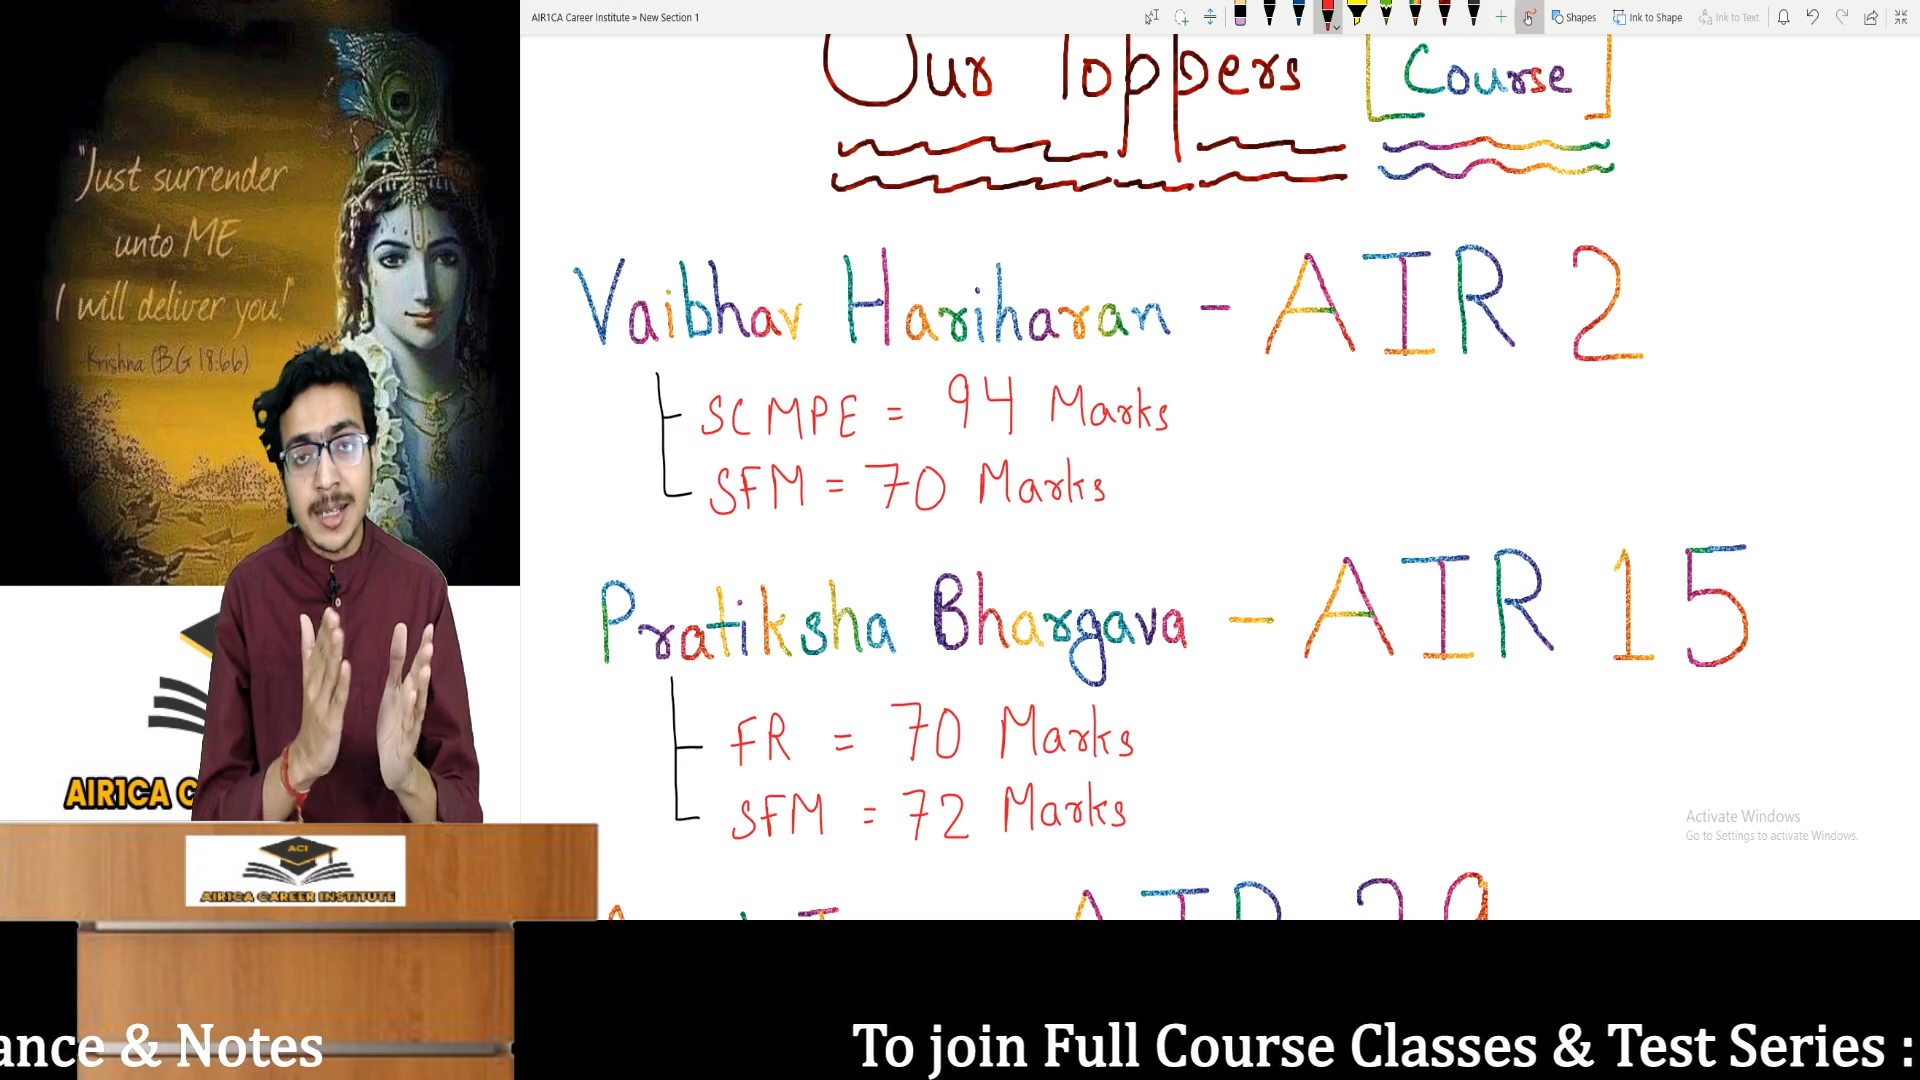 AIR1CA Career Institute » New Section 1
Shapes
Ink to Shape
Ink to Text
Our Toppers
Course
"Just surrender
unto ME
I will deliver you!"
-Krishna (B.G 18:66)
Vaibhav Hariharan - AIR 2
SCMPE = 94 Marks
SFM = 70 Marks
Pratiksha Bhargava - AIR 15
FR = 70 Marks
SFM = 72 Marks
Activate Windows
Go to Settings to activate Windows.
AIR1CA C
ACI
AIR1CA CAREER INSTITUTE
ance & Notes
To join Full Course Classes & Test Series :